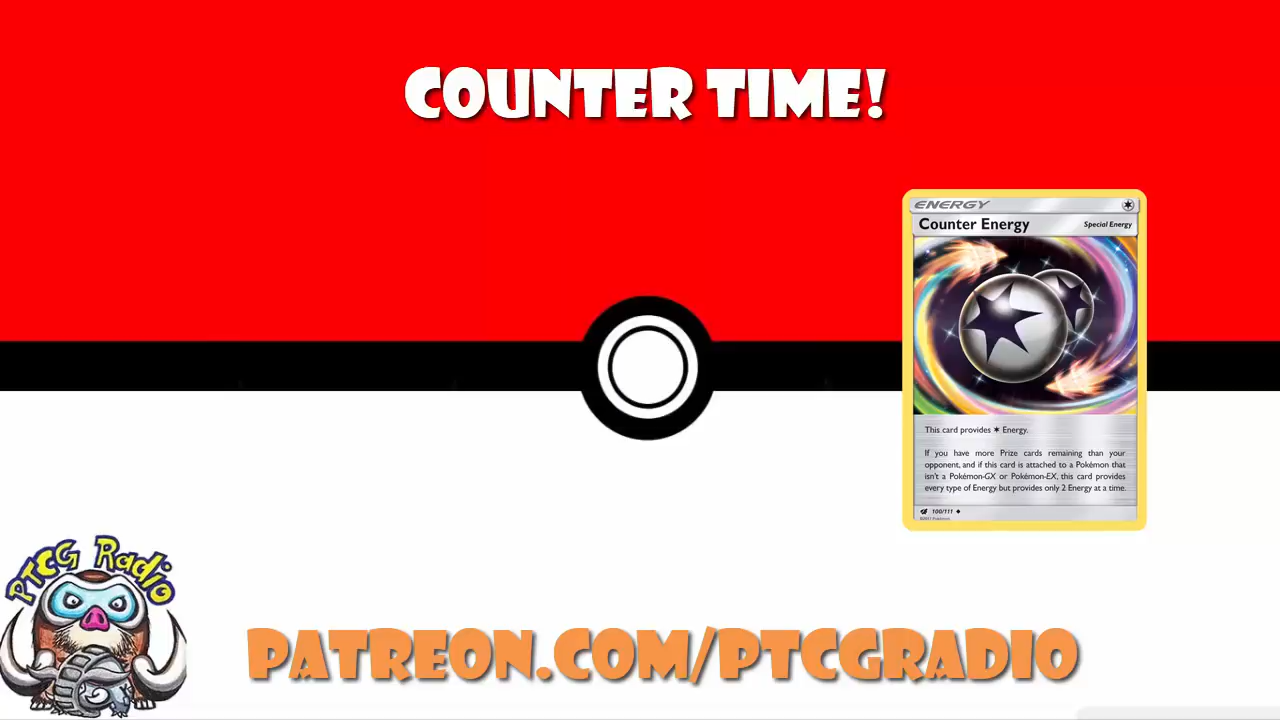 COUNTER TIME!
ENERGY
Counter Energy Special Energy
This card provides ✶ Energy.
If you have more Prize cards remaining than your
opponent, and if this card is attached to a Pokémon that
isn't a Pokémon-GX or Pokémon-EX, this card provides
every type of Energy but provides only 2 Energy at a time.
100/111
©2017 Pokémon
PTCG Radio
PATREON.COM/PTCGRADIO